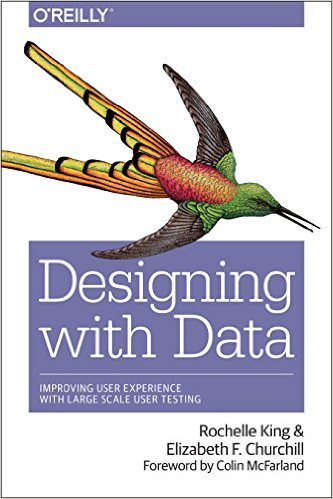 O'REILLY®
Designing
with Data
IMPROVING USER EXPERIENCE
WITH LARGE SCALE USER TESTING
Rochelle King &
Elizabeth F. Churchill
Foreword by Colin McFarland